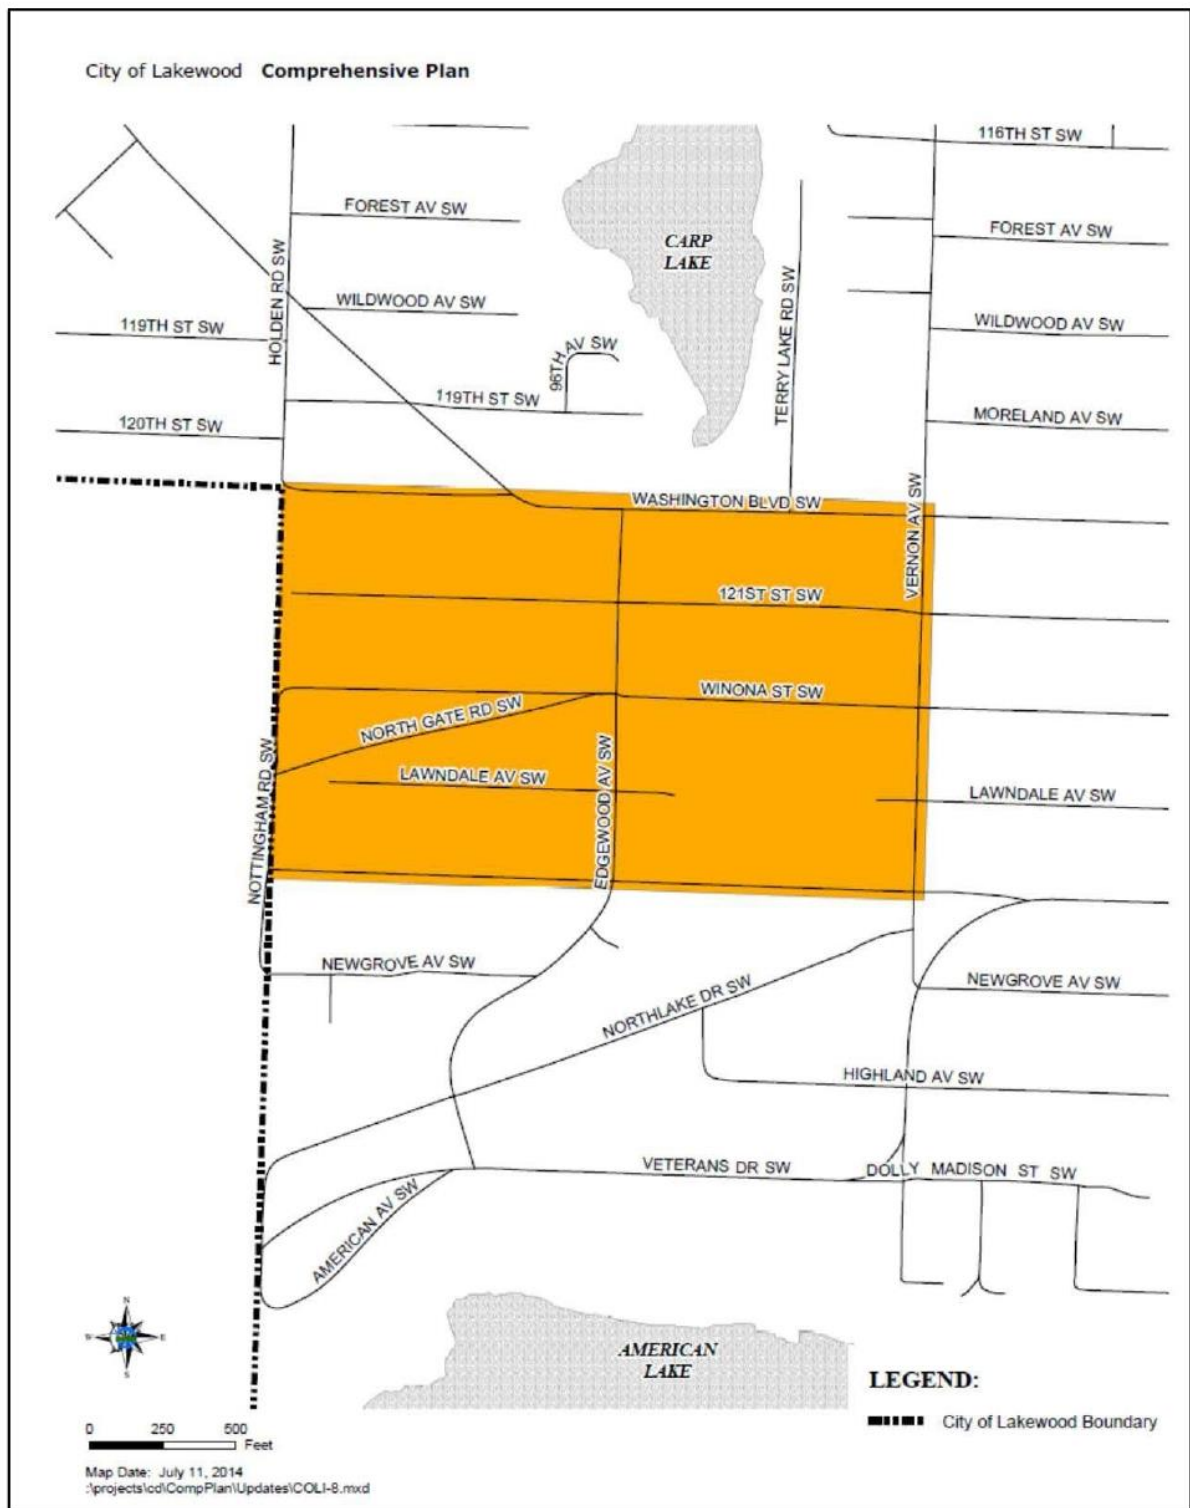 City of Lakewood Comprehensive Plan
116TH ST SW
FOREST AV SW
CARP
LAKE
FOREST AV SW
HOLDEN RD SW
TERRY LAKE RD SW
WILDWOOD AV SW
119TH ST SW
WILDWOOD AV SW
96TH AV SW
119TH ST SW
120TH ST SW
MORELAND AV SW
WASHINGTON BLVD SW
VERNON AV SW
121ST ST SW
WINONA ST SW
NORTH GATE RD SW
LAWNDALE AV SW
LAWNDALE AV SW
NOTTINGHAM RD SW
EDGEWOOD AV SW
NEWGROVE AV SW
NORTHLAKE DR SW
NEWGROVE AV SW
HIGHLAND AV SW
VETERANS DR SW
DOLLY MADISON ST SW
AMERICAN AV SW
N
W E
S
AMERICAN
LAKE
LEGEND:
City of Lakewood Boundary
0 250 500
Feet
Map Date: July 11, 2014
:\projects\cd\CompPlan\Updates\COLI-8.mxd